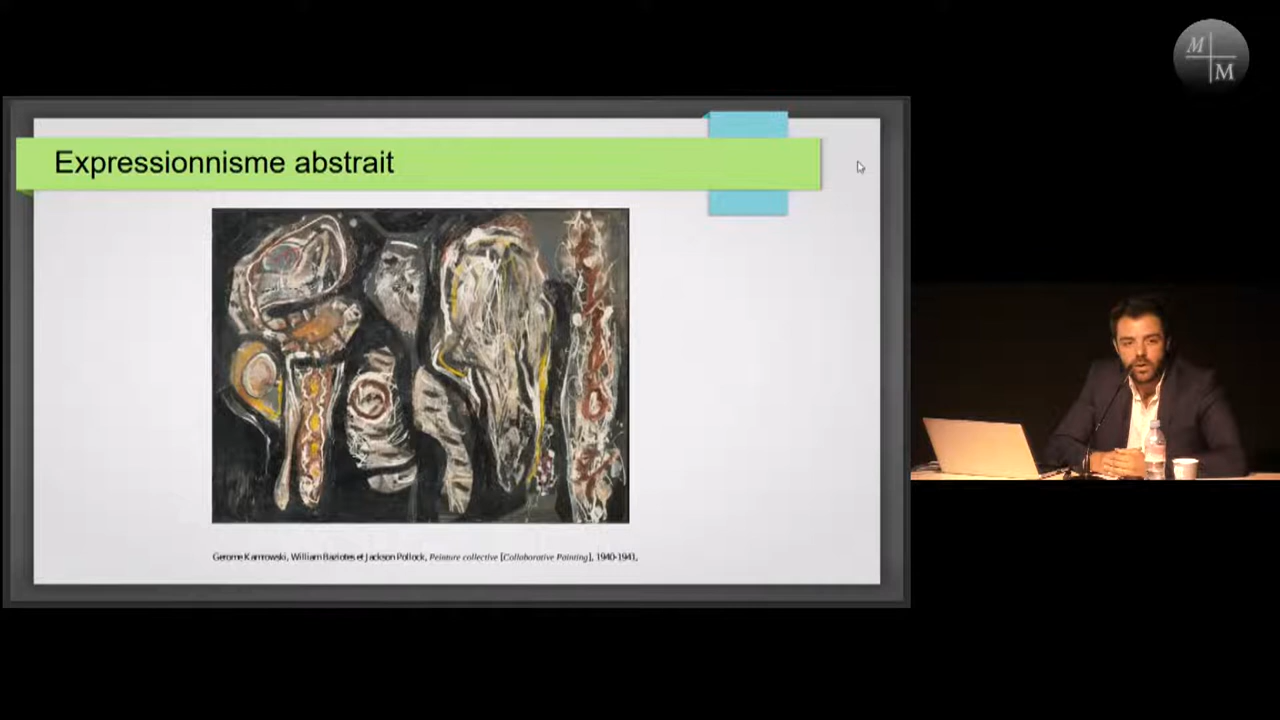 M
M
Expressionnisme abstrait
Gerome Kamrowski, William Baziotes et Jackson Pollock, Peinture collective [Collaborative Painting], 1940-1941,